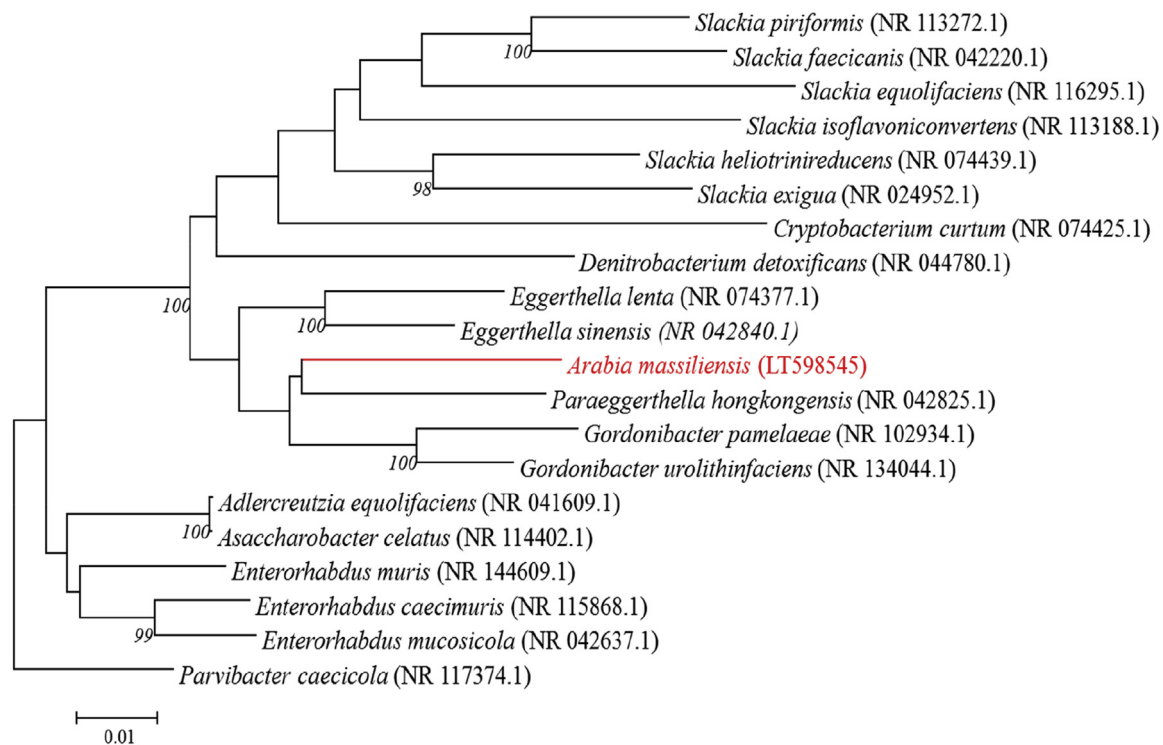 Slackia piriformis (NR 113272.1)
100
Slackia faecicanis (NR 042220.1)
Slackia equolifaciens (NR 116295.1)
Slackia isoflavoniconvertens (NR 113188.1)
Slackia heliotrinireducens (NR 074439.1)
98
Slackia exigua (NR 024952.1)
Cryptobacterium curtum (NR 074425.1)
Denitrobacterium detoxificans (NR 044780.1)
100
Eggerthella lenta (NR 074377.1)
100
Eggerthella sinensis (NR 042840.1)
Arabia massiliensis (LT598545)
Paraeggerthella hongkongensis (NR 042825.1)
Gordonibacter pamelaeae (NR 102934.1)
100
Gordonibacter urolithinfaciens (NR 134044.1)
Adlercreutzia equolifaciens (NR 041609.1)
100
Asaccharobacter celatus (NR 114402.1)
Enterorhabdus muris (NR 144609.1)
Enterorhabdus caecimuris (NR 115868.1)
99
Enterorhabdus mucosicola (NR 042637.1)
Parvibacter caecicola (NR 117374.1)
0.01